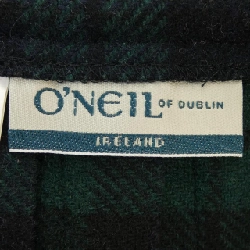 O'NEIL OF DUBLIN
IRELAND